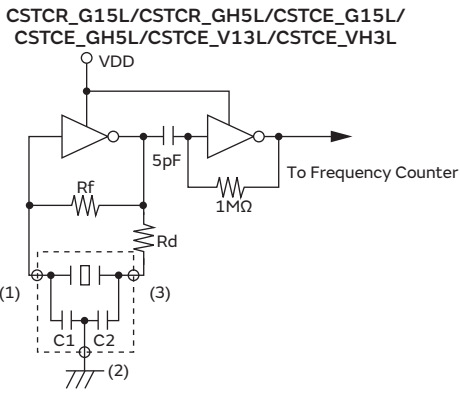 CSTCR_G15L/CSTCR_GH5L/CSTCE_G15L/
CSTCE_GH5L/CSTCE_V13L/CSTCE_VH3L
VDD
5pF
To Frequency Counter
Rf
1MΩ
Rd
(1)
(3)
C1
C2
(2)